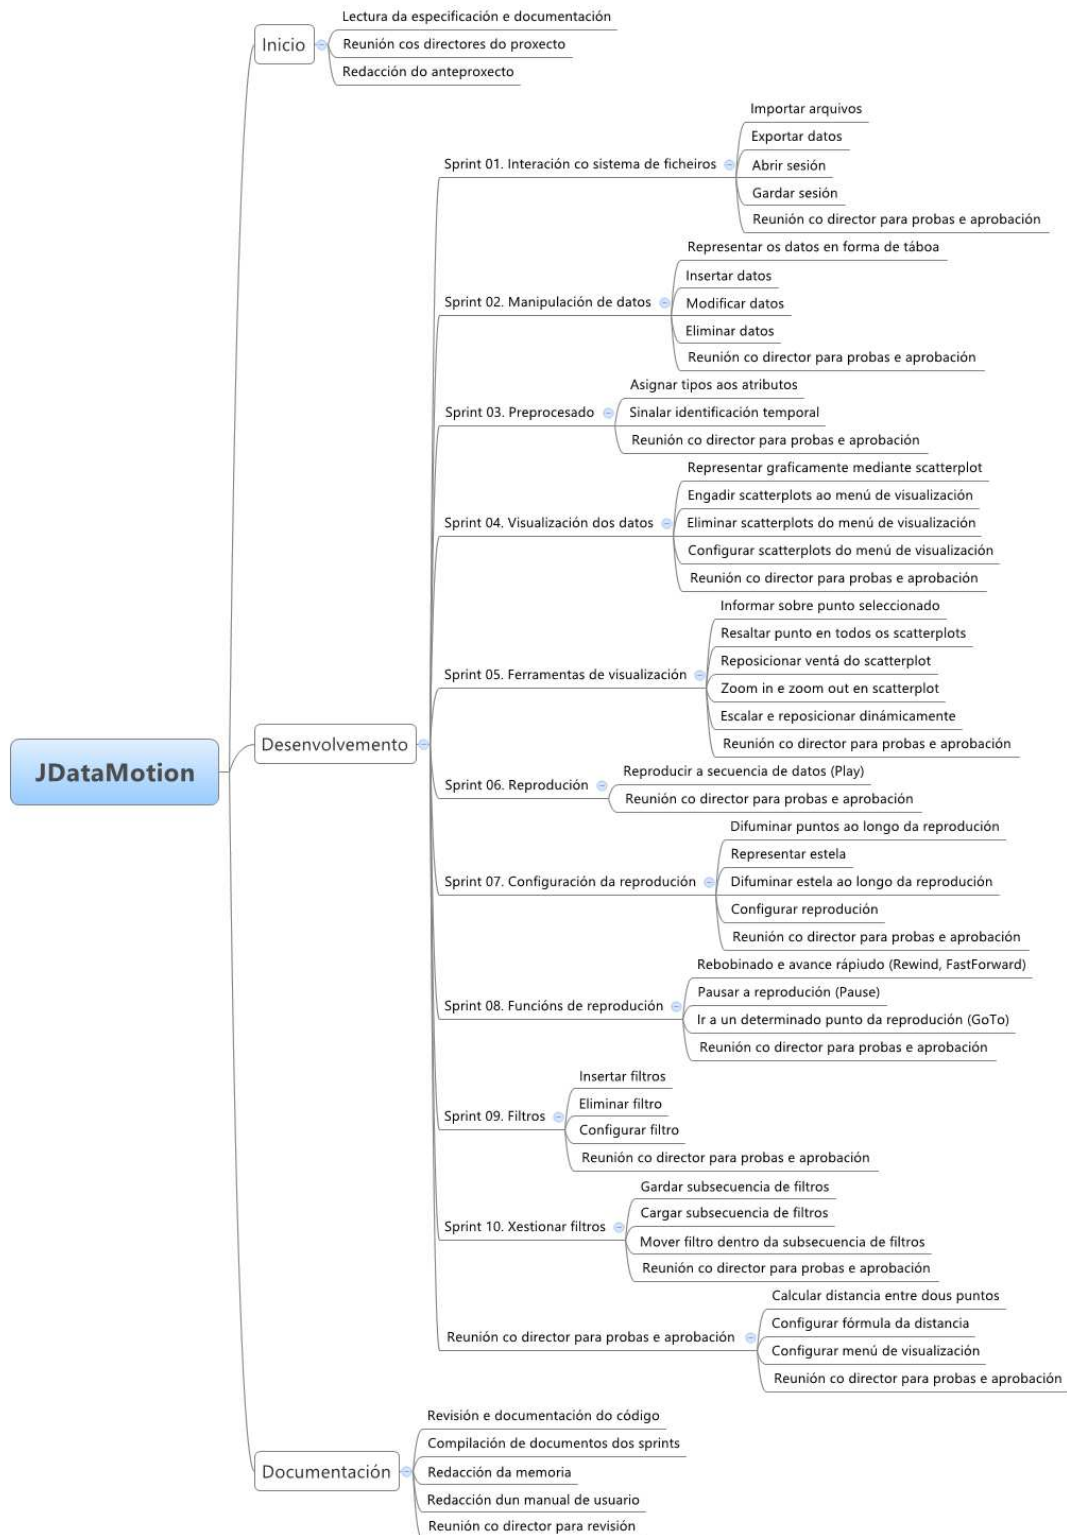 JDataMotion
Inicio
Lectura da especificación e documentación
Reunión cos directores do proxecto
Redacción do anteproxecto
Desenvolvemento
Sprint 01. Interación co sistema de ficheiros
Importar arquivos
Exportar datos
Abrir sesión
Gardar sesión
Reunión co director para probas e aprobación
Sprint 02. Manipulación de datos
Representar os datos en forma de táboa
Insertar datos
Modificar datos
Eliminar datos
Reunión co director para probas e aprobación
Sprint 03. Preprocesado
Asignar tipos aos atributos
Sinalar identificación temporal
Reunión co director para probas e aprobación
Sprint 04. Visualización dos datos
Representar graficamente mediante scatterplot
Engadir scatterplots ao menú de visualización
Eliminar scatterplots do menú de visualización
Configurar scatterplots do menú de visualización
Reunión co director para probas e aprobación
Sprint 05. Ferramentas de visualización
Informar sobre punto seleccionado
Resaltar punto en todos os scatterplots
Reposicionar ventá do scatterplot
Zoom in e zoom out en scatterplot
Escalar e reposicionar dinámicamente
Reunión co director para probas e aprobación
Sprint 06. Reprodución
Reproducir a secuencia de datos (Play)
Reunión co director para probas e aprobación
Sprint 07. Configuración da reprodución
Difuminar puntos ao longo da reprodución
Representar estela
Difuminar estela ao longo da reprodución
Configurar reprodución
Reunión co director para probas e aprobación
Sprint 08. Funcións de reprodución
Rebobinado e avance rápiudo (Rewind, FastForward)
Pausar a reprodución (Pause)
Ir a un determinado punto da reprodución (GoTo)
Reunión co director para probas e aprobación
Sprint 09. Filtros
Insertar filtros
Eliminar filtro
Configurar filtro
Reunión co director para probas e aprobación
Sprint 10. Xestionar filtros
Gardar subsecuencia de filtros
Cargar subsecuencia de filtros
Mover filtro dentro da subsecuencia de filtros
Reunión co director para probas e aprobación
Reunión co director para probas e aprobación
Calcular distancia entre dous puntos
Configurar fórmula da distancia
Configurar menú de visualización
Reunión co director para probas e aprobación
Documentación
Revisión e documentación do código
Compilación de documentos dos sprints
Redacción da memoria
Redacción dun manual de usuario
Reunión co director para revisión